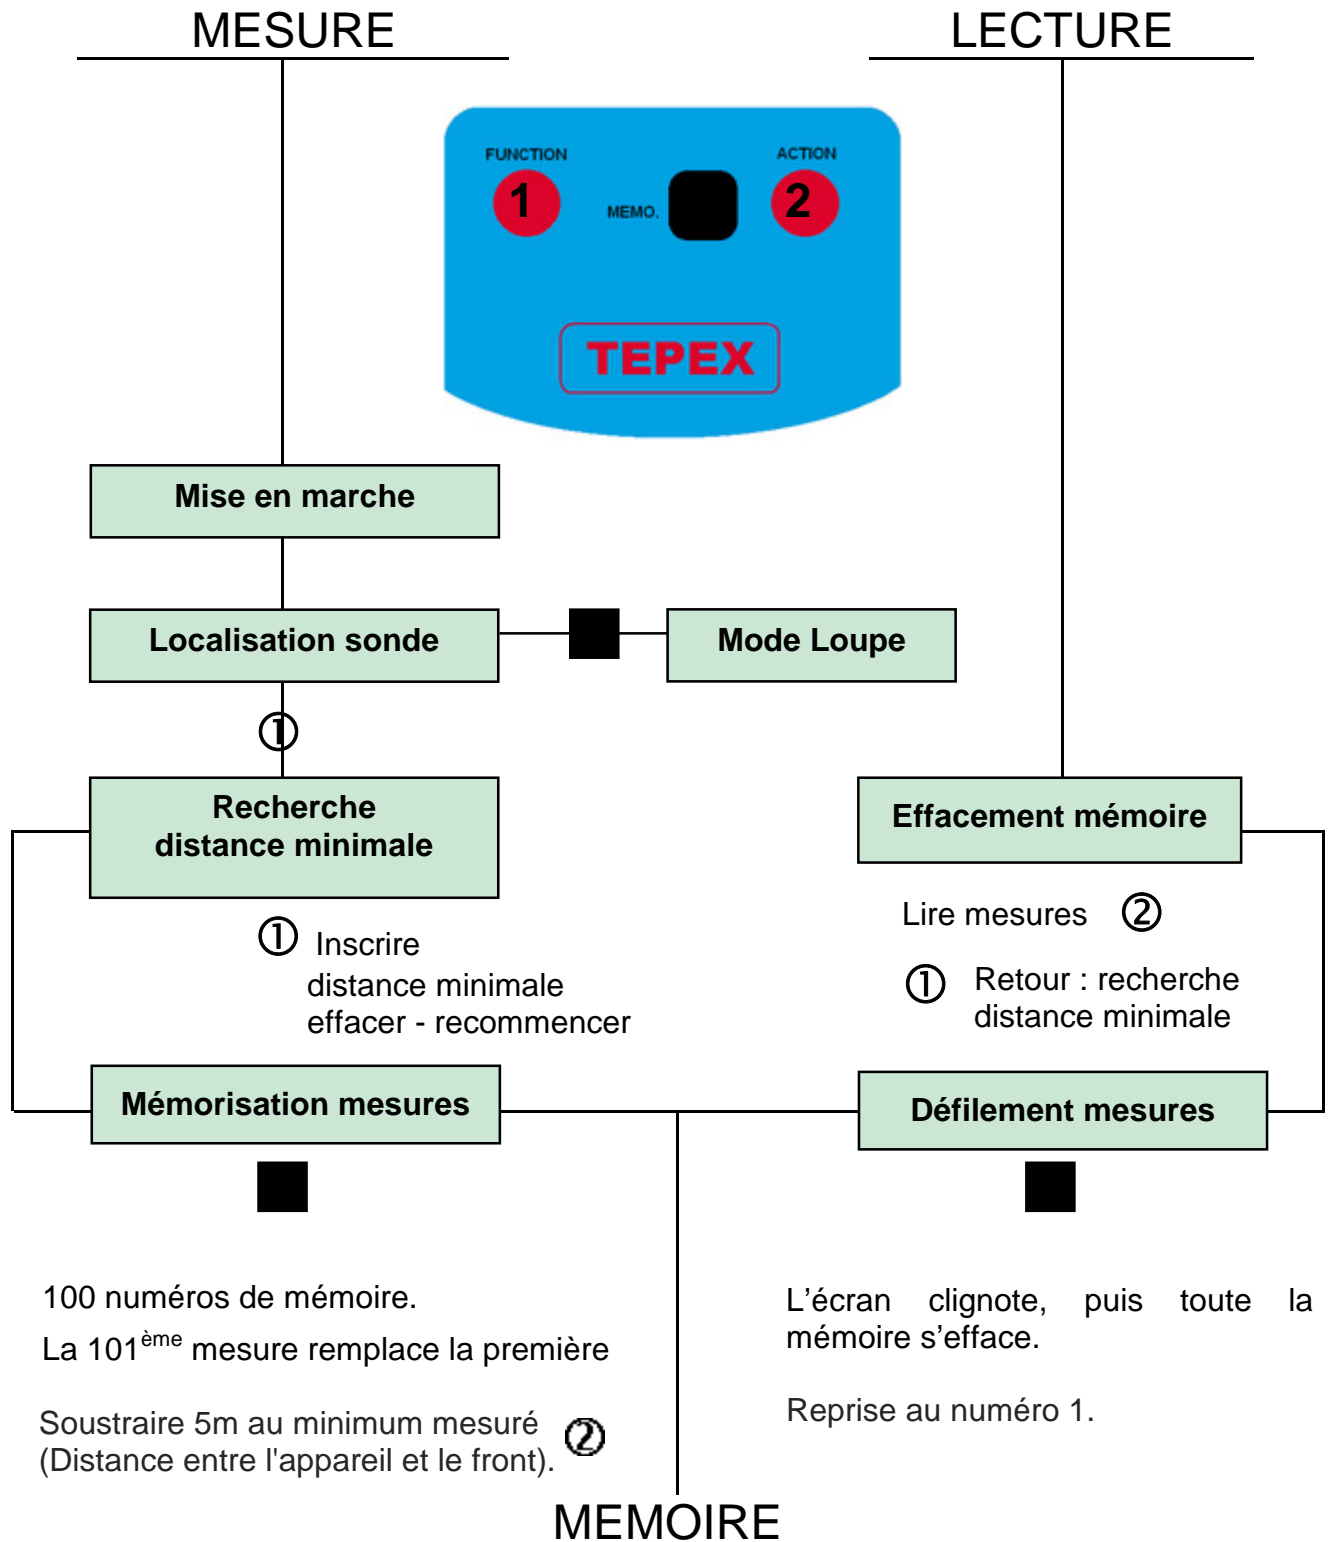 MESURE
LECTURE
FUNCTION
ACTION
1
MEMO.
2
TEPEX
Mise en marche
Localisation sonde
Mode Loupe
①
Recherche
distance minimale
① Inscrire
distance minimale
effacer - recommencer
Mémorisation mesures
Effacement mémoire
Lire mesures ②
① Retour : recherche
distance minimale
Défilement mesures
100 numéros de mémoire.
La 101ème mesure remplace la première
Soustraire 5m au minimum mesuré ②
(Distance entre l'appareil et le front).
L’écran clignote, puis toute la
mémoire s’efface.
Reprise au numéro 1.
MEMOIRE